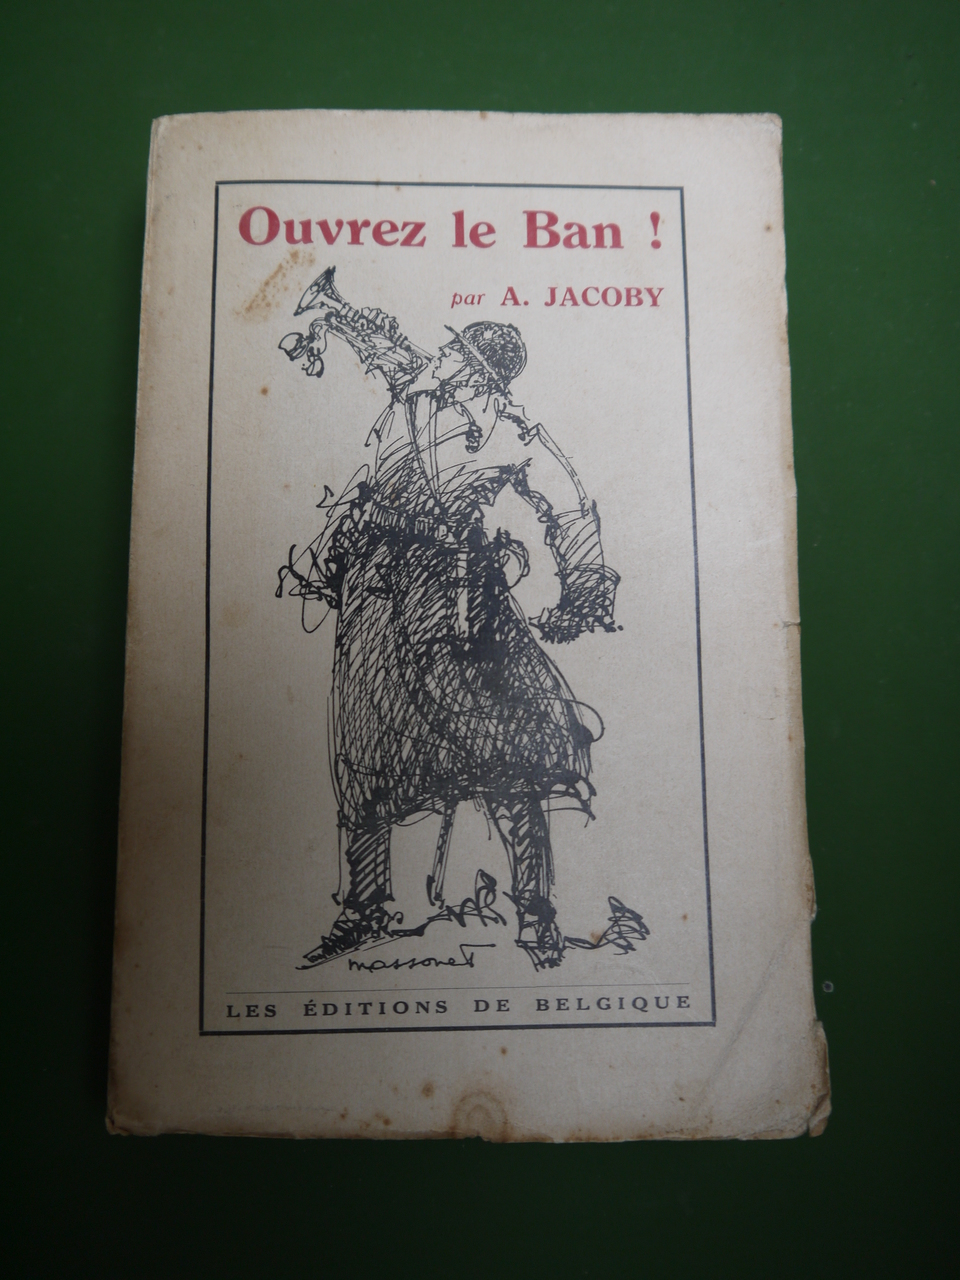 Ouvrez le Ban !
par A. JACOBY
massonet
LES ÉDITIONS DE BELGIQUE